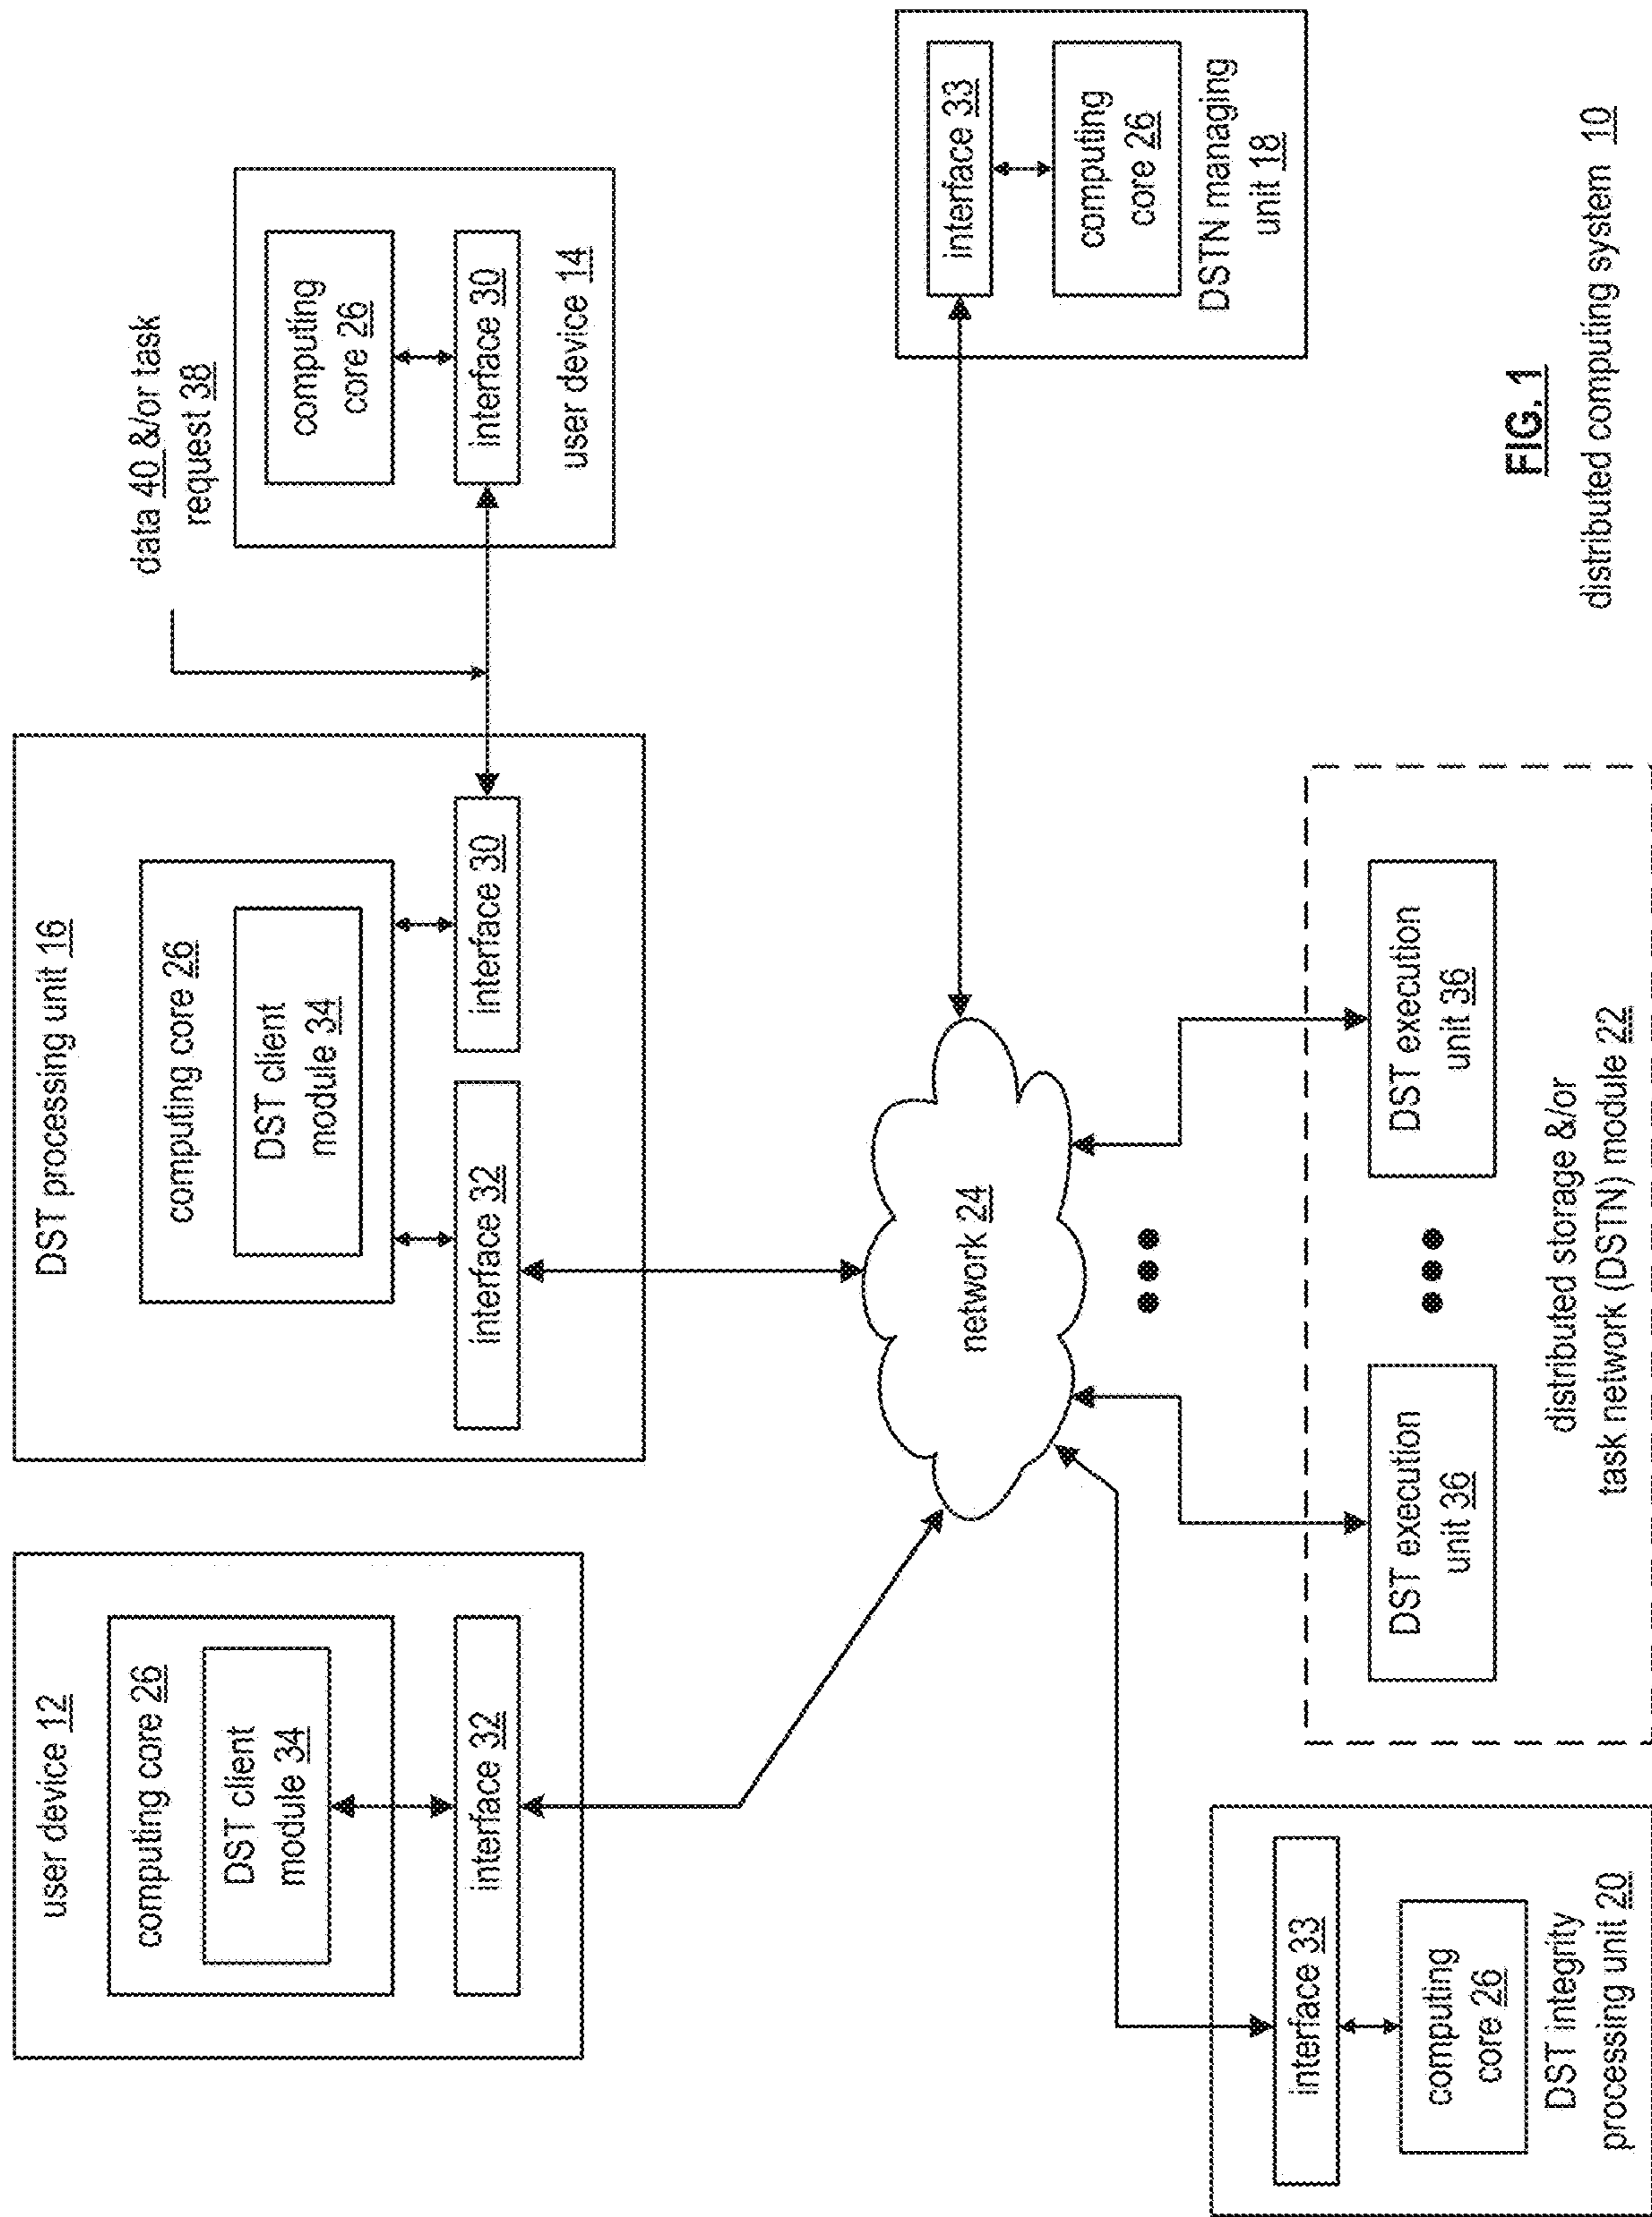 user device 12
computing core 26
DST client
module 34
interface 32
DST processing unit 16
computing core 26
DST client
module 34
interface 32
interface 30
data 40 &/or task
request 38
computing
core 26
interface 30
user device 14
network 24
interface 33
computing
core 26
DSTN managing
unit 18
interface 33
computing
core 26
DST integrity
processing unit 20
DST execution
unit 36
DST execution
unit 36
distributed storage &/or
task network (DSTN) module 22
FIG. 1
distributed computing system 10